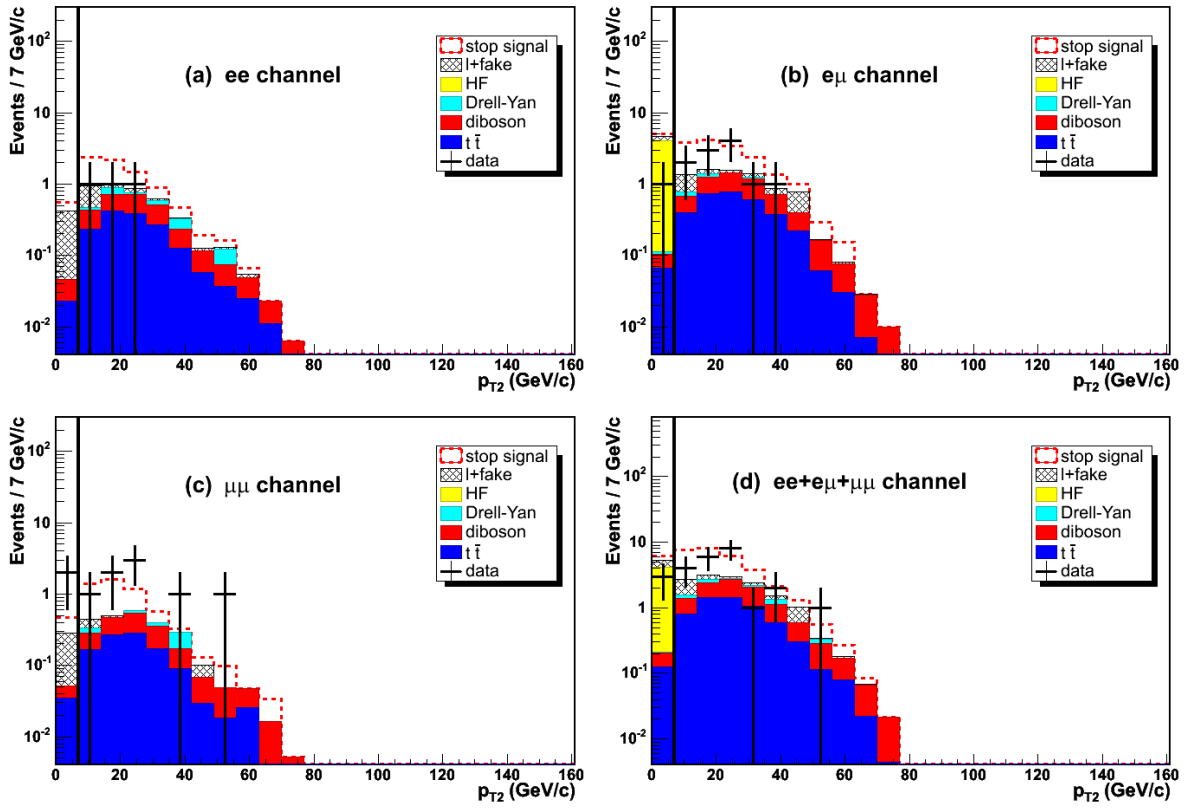 Events / 7 GeV/c
10²
10
1
10⁻¹
10⁻²
(a) ee channel
stop signal
l+fake
HF
Drell-Yan
diboson
t t̄
data
0 20 40 60 80 100 120 140 160
p_T2 (GeV/c)
Events / 7 GeV/c
10²
10
1
10⁻¹
10⁻²
(b) eμ channel
stop signal
l+fake
HF
Drell-Yan
diboson
t t̄
data
0 20 40 60 80 100 120 140 160
p_T2 (GeV/c)
Events / 7 GeV/c
10²
10
1
10⁻¹
10⁻²
(c) μμ channel
stop signal
l+fake
HF
Drell-Yan
diboson
t t̄
data
0 20 40 60 80 100 120 140 160
p_T2 (GeV/c)
Events / 7 GeV/c
10²
10
1
10⁻¹
10⁻²
(d) ee+eμ+μμ channel
stop signal
l+fake
HF
Drell-Yan
diboson
t t̄
data
0 20 40 60 80 100 120 140 160
p_T2 (GeV/c)